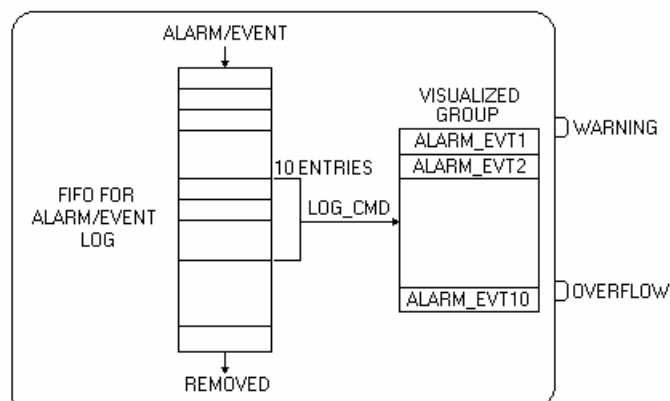 ALARM/EVENT
VISUALIZED
GROUP
WARNING
ALARM_EVT1
ALARM_EVT2
10 ENTRIES
FIFO FOR
ALARM/EVENT
LOG
LOG_CMD
OVERFLOW
ALARM_EVT10
REMOVED